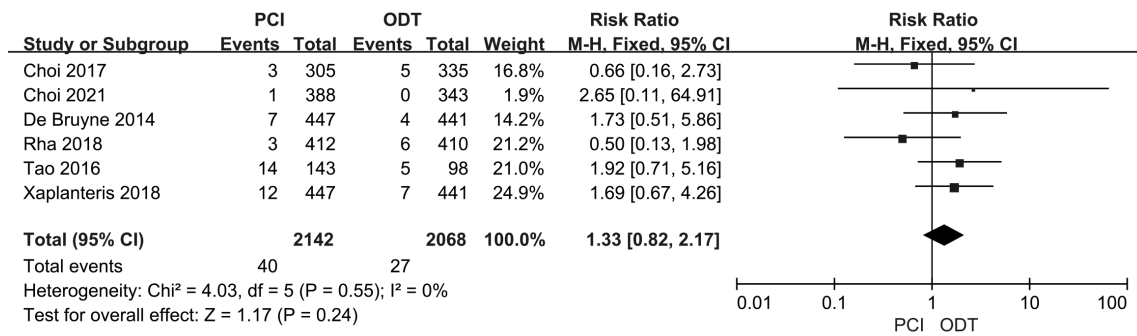 PCI ODT Risk Ratio Risk Ratio
Study or Subgroup Events Total Events Total Weight M-H, Fixed, 95% CI M-H, Fixed, 95% CI
Choi 2017 3 305 5 335 16.8% 0.66 [0.16, 2.73]
Choi 2021 1 388 0 343 1.9% 2.65 [0.11, 64.91]
De Bruyne 2014 7 447 4 441 14.2% 1.73 [0.51, 5.86]
Rha 2018 3 412 6 410 21.2% 0.50 [0.13, 1.98]
Tao 2016 14 143 5 98 21.0% 1.92 [0.71, 5.16]
Xaplanteris 2018 12 447 7 441 24.9% 1.69 [0.67, 4.26]
Total (95% CI) 2142 2068 100.0% 1.33 [0.82, 2.17]
Total events 40 27
Heterogeneity: Chi² = 4.03, df = 5 (P = 0.55); I² = 0%
Test for overall effect: Z = 1.17 (P = 0.24)
0.01 0.1 1 10 100
PCI ODT